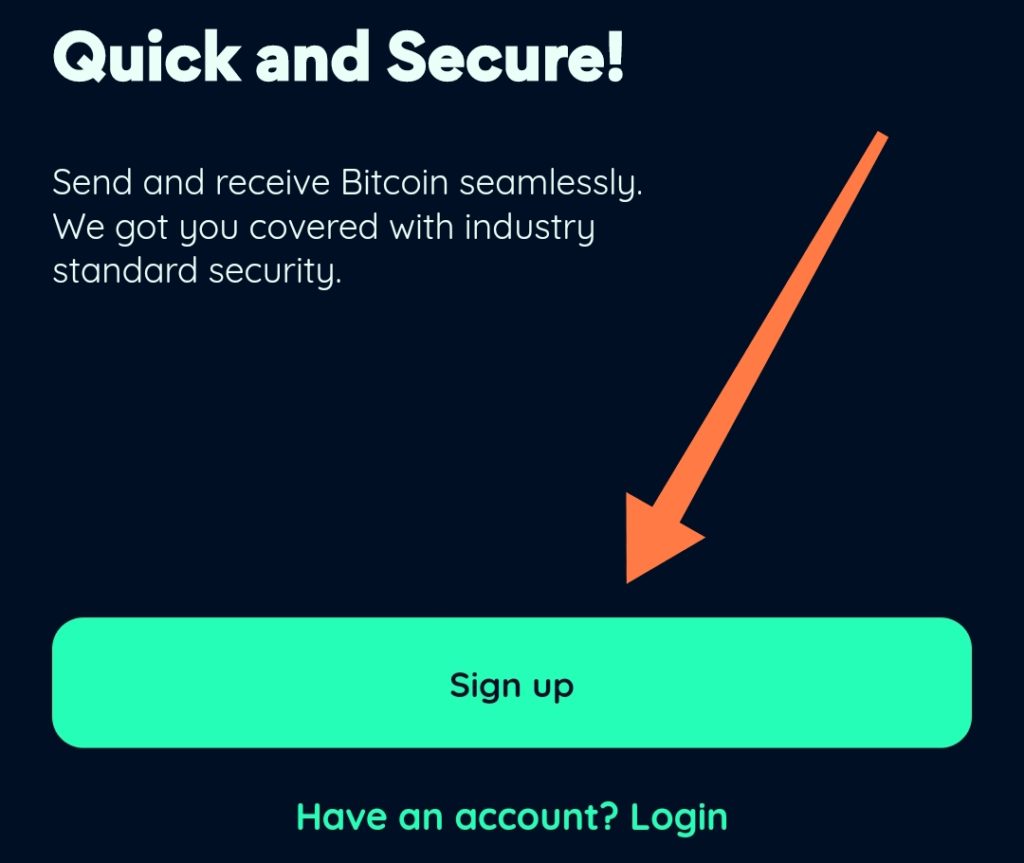 Quick and Secure!
Send and receive Bitcoin seamlessly.
We got you covered with industry
standard security.
Sign up
Have an account? Login